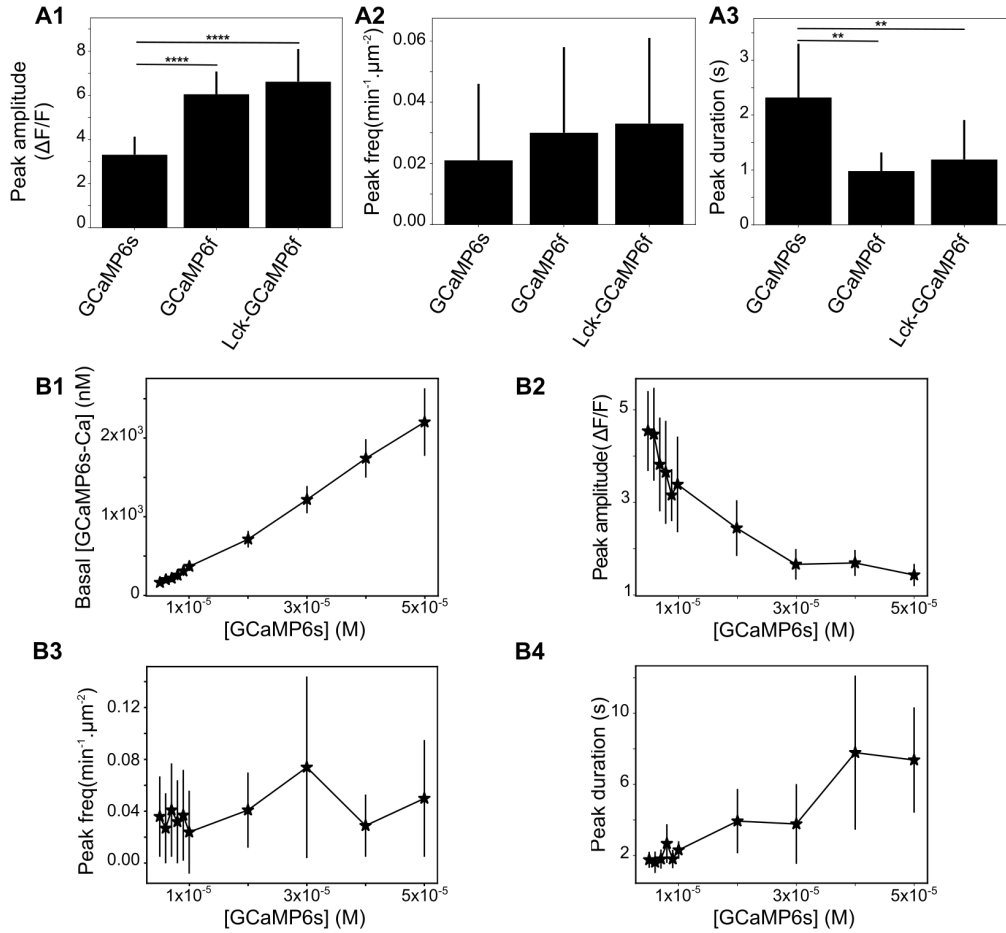 A1
Peak amplitude
(ΔF/F)
8
6
4
2
0
****
****
GCaMP6s
GCaMP6f
Lck-GCaMP6f
A2
Peak freq(min⁻¹.µm⁻²)
0.06
0.04
0.02
0.00
GCaMP6s
GCaMP6f
Lck-GCaMP6f
A3
Peak duration (s)
3
2
1
0
**
**
GCaMP6s
GCaMP6f
Lck-GCaMP6f
B1
Basal [GCaMP6s-Ca] (nM)
2x10³
1x10³
0
1x10⁻⁵ 3x10⁻⁵ 5x10⁻⁵
[GCaMP6s] (M)
B2
Peak amplitude(ΔF/F)
5
3
1
1x10⁻⁵ 3x10⁻⁵ 5x10⁻⁵
[GCaMP6s] (M)
B3
Peak freq(min⁻¹.µm⁻²)
0.12
0.08
0.04
0.00
1x10⁻⁵ 3x10⁻⁵ 5x10⁻⁵
[GCaMP6s] (M)
B4
Peak duration (s)
10
6
2
1x10⁻⁵ 3x10⁻⁵ 5x10⁻⁵
[GCaMP6s] (M)